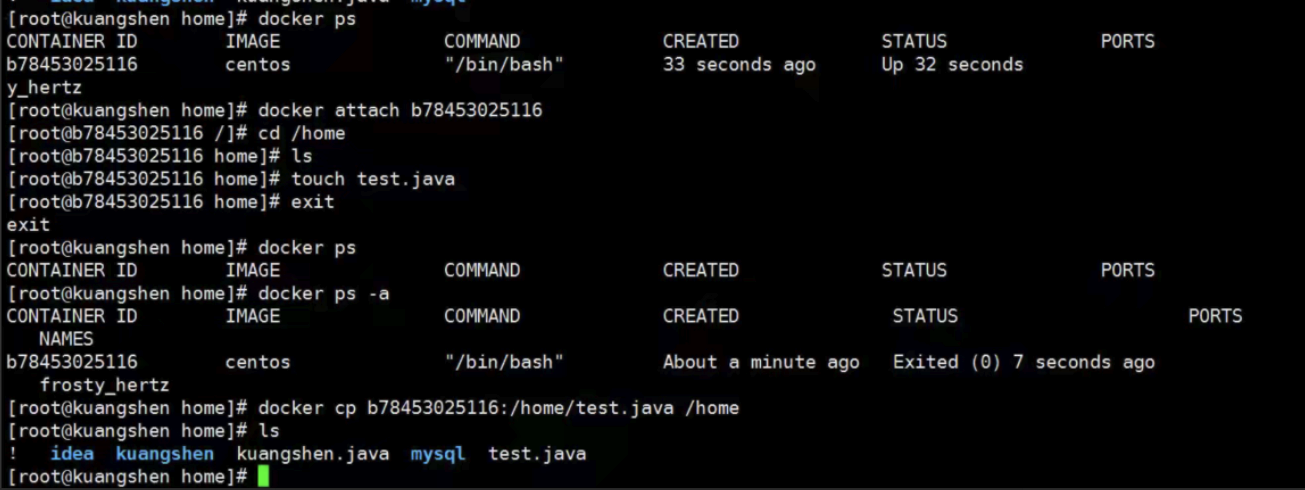 ! idea kuangshen kuangshen.java mysql
[root@kuangshen home]# docker ps
CONTAINER ID IMAGE COMMAND CREATED STATUS PORTS
b78453025116 centos "/bin/bash" 33 seconds ago Up 32 seconds
y_hertz
[root@kuangshen home]# docker attach b78453025116
[root@b78453025116 /]# cd /home
[root@b78453025116 home]# ls
[root@b78453025116 home]# touch test.java
[root@b78453025116 home]# exit
exit
[root@kuangshen home]# docker ps
CONTAINER ID IMAGE COMMAND CREATED STATUS PORTS
[root@kuangshen home]# docker ps -a
CONTAINER ID IMAGE COMMAND CREATED STATUS PORTS
NAMES
b78453025116 centos "/bin/bash" About a minute ago Exited (0) 7 seconds ago
frosty_hertz
[root@kuangshen home]# docker cp b78453025116:/home/test.java /home
[root@kuangshen home]# ls
! idea kuangshen kuangshen.java mysql test.java
[root@kuangshen home]#